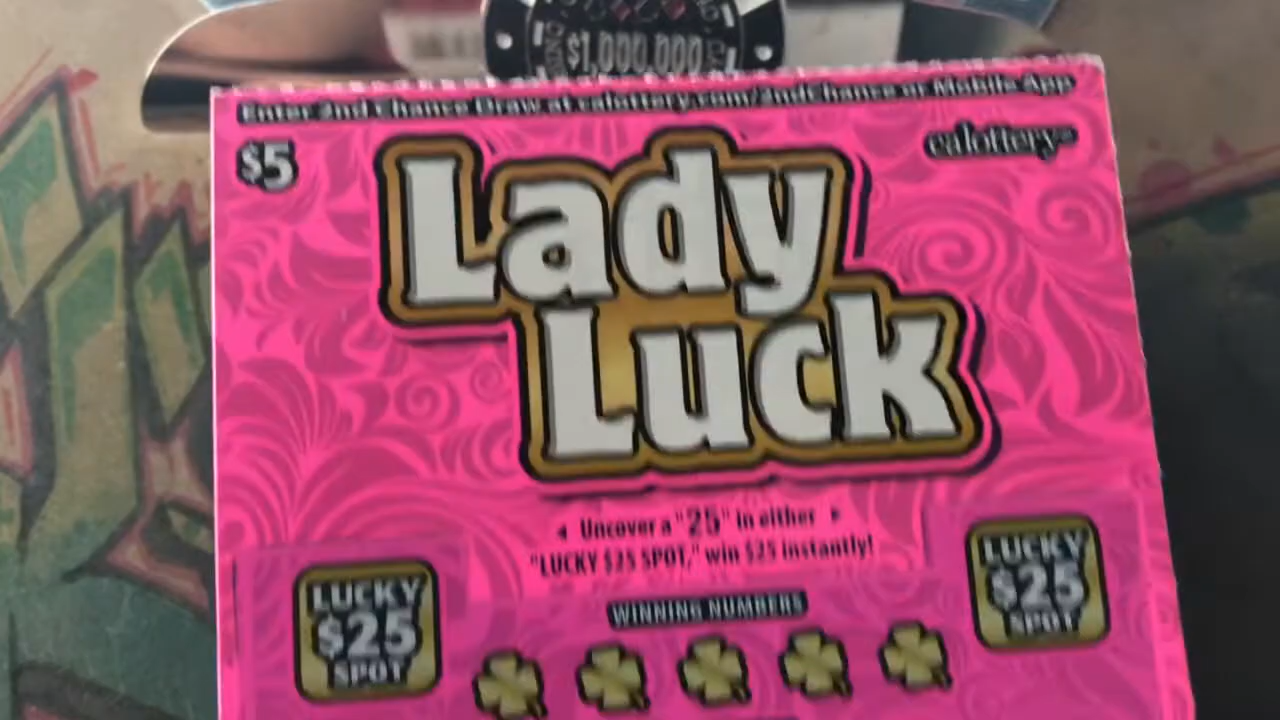 $1,000,000
Enter 2nd Chance Draw at calottery.com/2ndchance or Mobile App
$5
calottery
Lady
Luck
Uncover a "25" in either
"LUCKY $25 SPOT," win $25 instantly!
LUCKY
$25
SPOT
LUCKY
$25
SPOT
WINNING NUMBERS